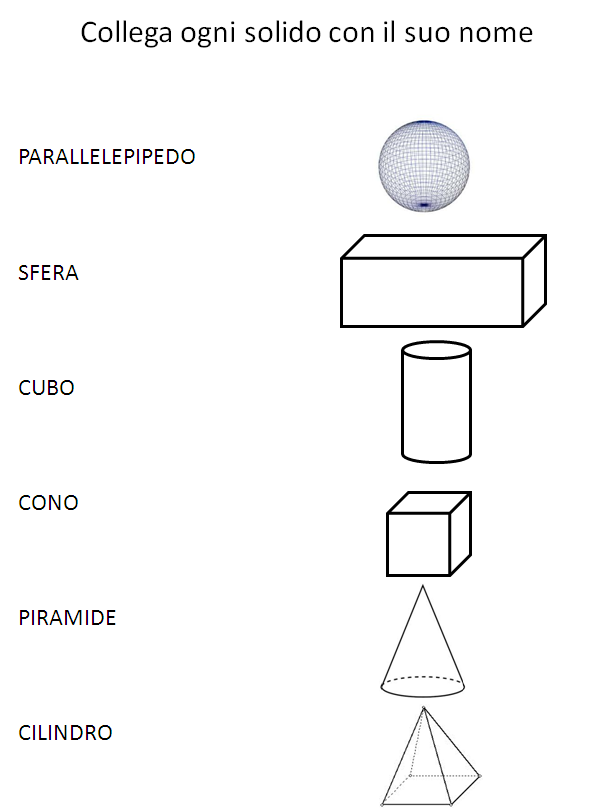 Collega ogni solido con il suo nome
PARALLELEPIPEDO
SFERA
CUBO
CONO
PIRAMIDE
CILINDRO